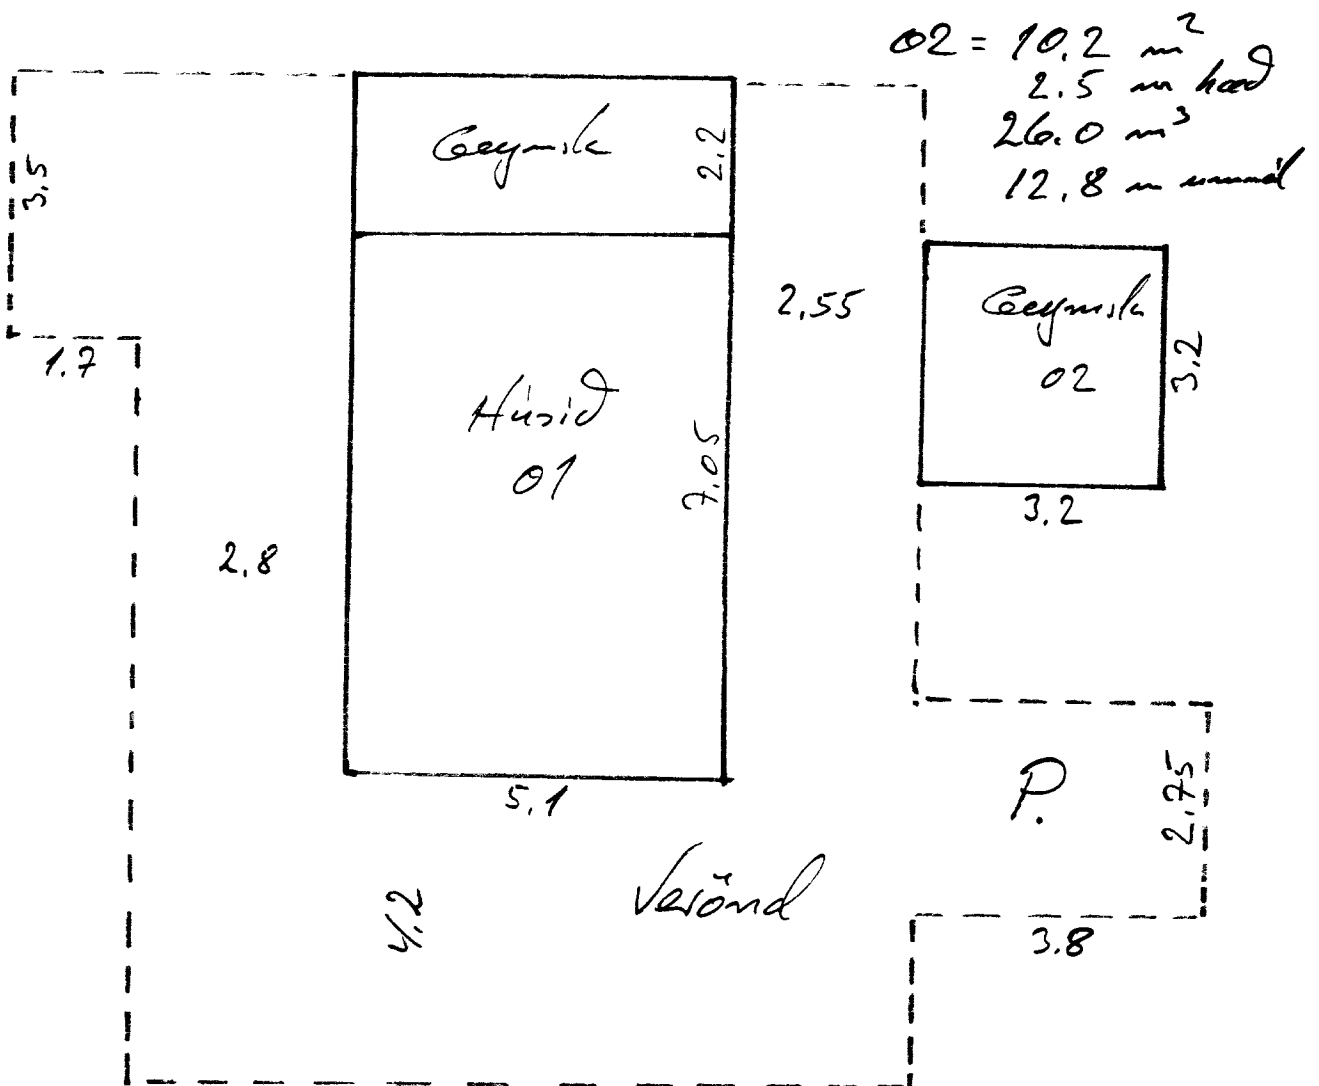 02 = 10.2 m²
2.5 m hæð
26.0 m³
12.8 m ummál
Geymsla
2.2
3.5
1.7
2.55
Geymsla
02
3.2
3.2
Húsið
01
7.05
2.8
5.1
P.
2.75
3.8
4.2
Verönd